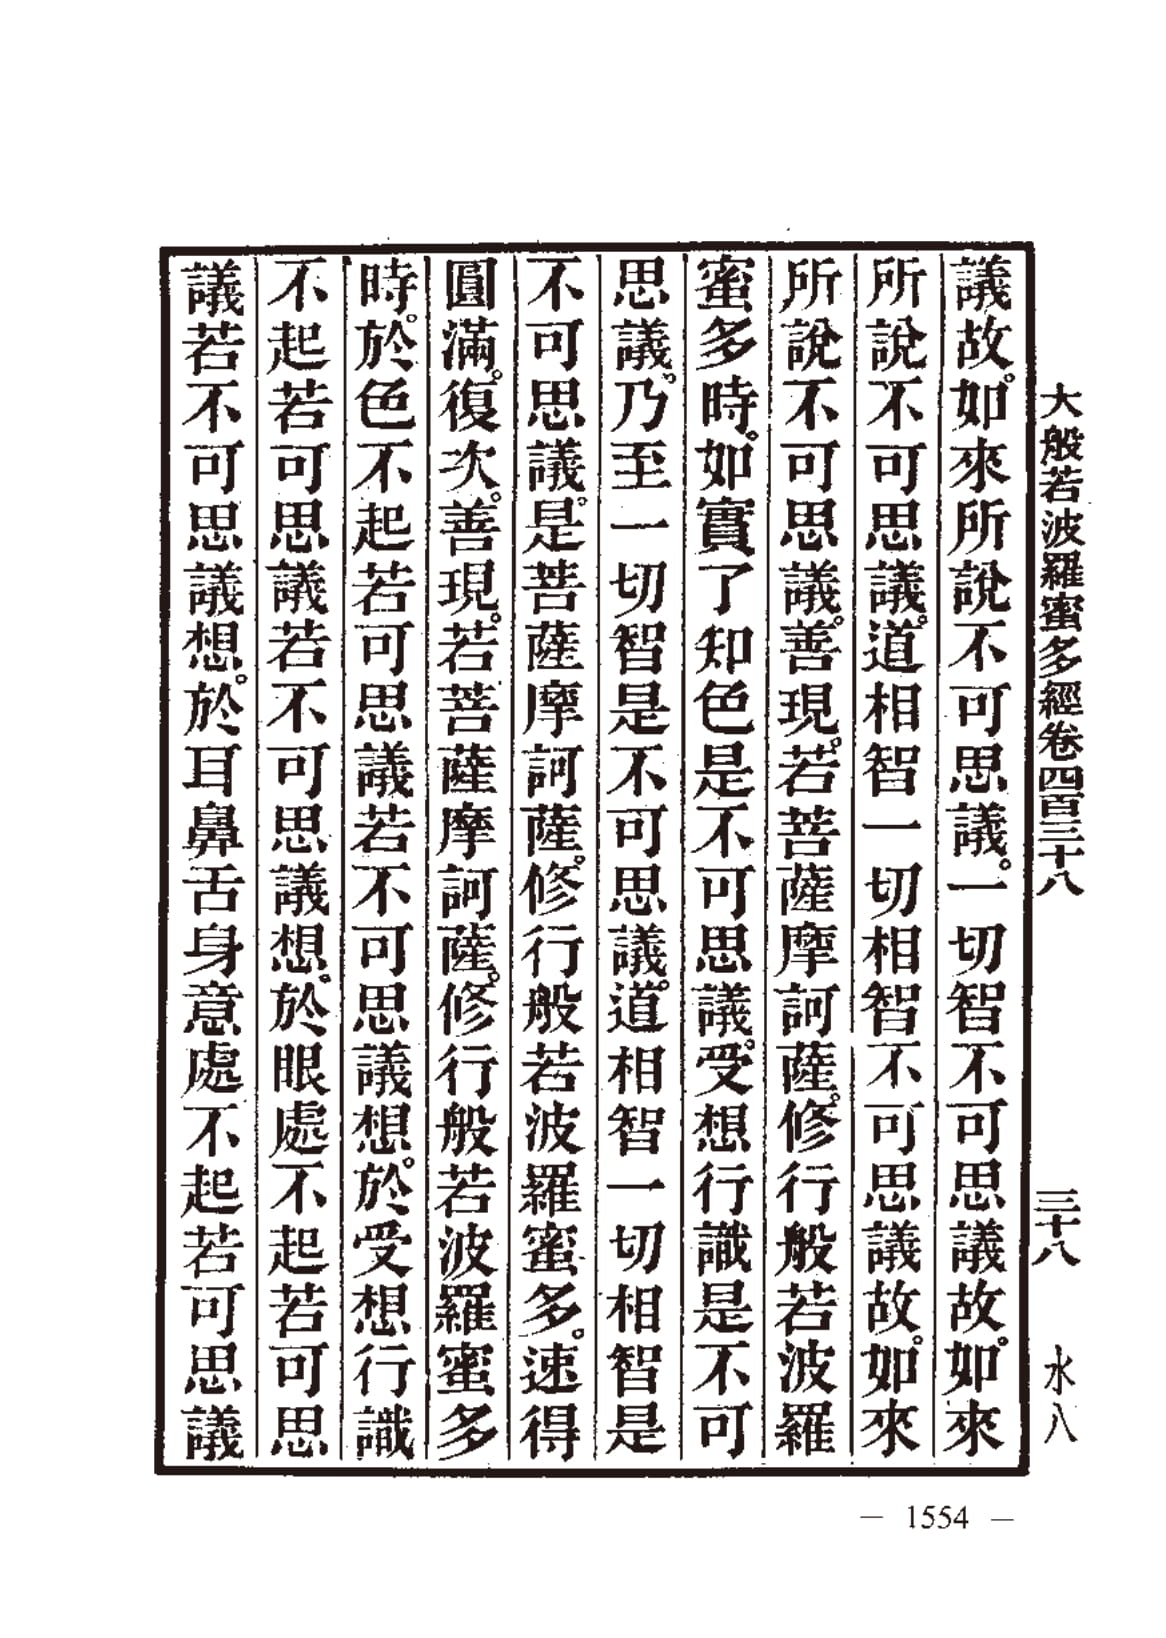 大般若波羅蜜多經卷四百三十八 三十八 水八
議故。如來所說不可思議。一切智不可思議故。如來
所說不可思議。道相智一切相智不可思議故。如來
所說不可思議。善現。若菩薩摩訶薩。修行般若波羅
蜜多時。如實了知色是不可思議。受想行識是不可
思議。乃至一切智是不可思議。道相智一切相智是
不可思議。是菩薩摩訶薩。修行般若波羅蜜多。速得
圓滿。復次。善現。若菩薩摩訶薩。修行般若波羅蜜多
時。於色不起若可思議若不可思議想。於受想行識
不起若可思議若不可思議想。於眼處不起若可思
議若不可思議想。於耳鼻舌身意處不起若可思議
— 1554 —